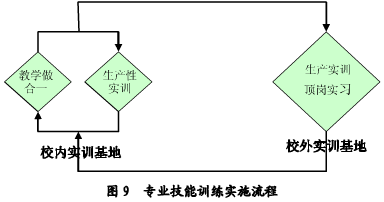 教学做
合一
生产性
实训
生产实训
顶岗实习
校内实训基地
校外实训基地
图9 专业技能训练实施流程